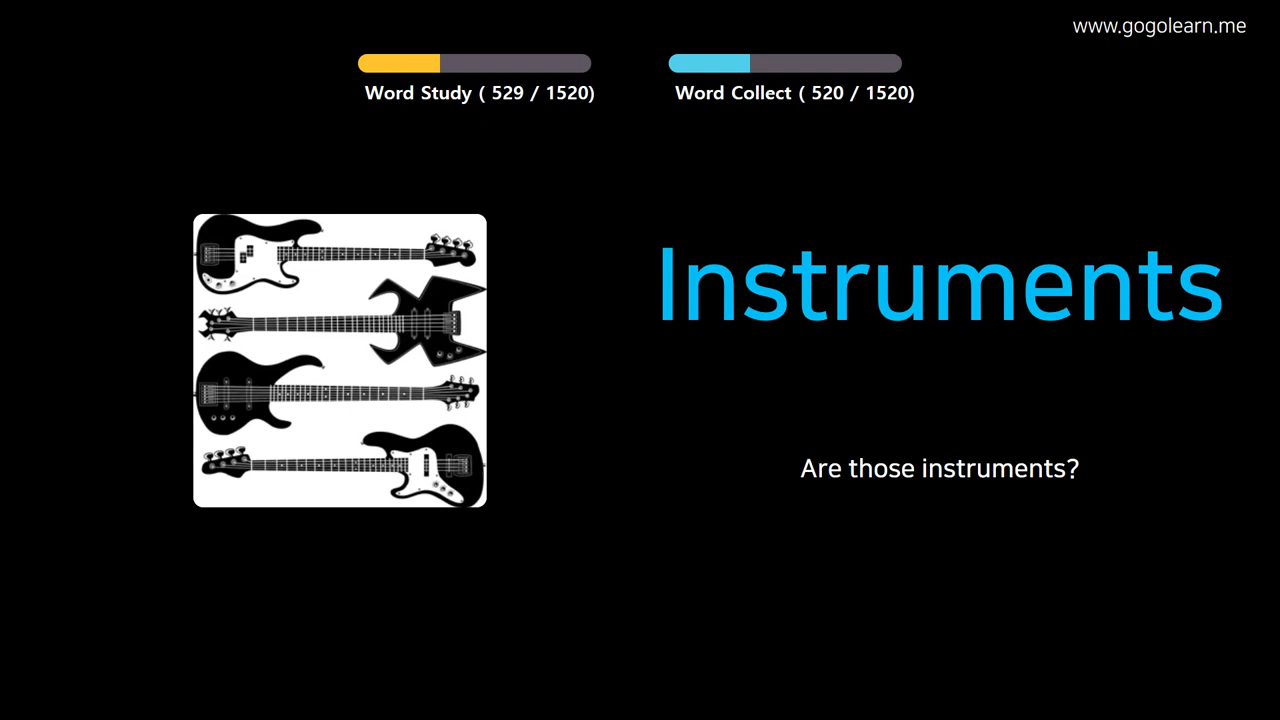 www.gogolearn.me
Word Study ( 529 / 1520)
Word Collect ( 520 / 1520)
Instruments
Are those instruments?